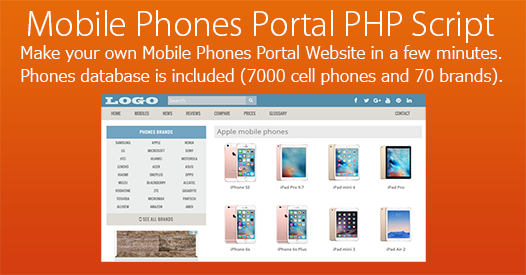 Mobile Phones Portal PHP Script
Make your own Mobile Phones Portal Website in a few minutes.
Phones database is included (7000 cell phones and 70 brands).
LOGO Search
HOME MOBILES NEWS REVIEWS COMPARE PRICES GLOSSARY CONTACT
PHONES BRANDS
SAMSUNG APPLE NOKIA
LG MICROSOFT SONY
HTC HUAWEI MOTOROLA
LENOVO ACER ASUS
XIAOMI ONEPLUS OPPO
MEIZU BLACKBERRY ALCATEL
VODAFONE ZTE GIGABYTE
TOSHIBA MICROMAX PANTECH
ALLVIEW AMAZON
SEE ALL BRANDS
Apple mobile phones
iPhone SE iPad Pro 9.7 iPad mini 4 iPad Pro
iPhone 6s iPhone 6s Plus iPad mini 3 iPad Air 2